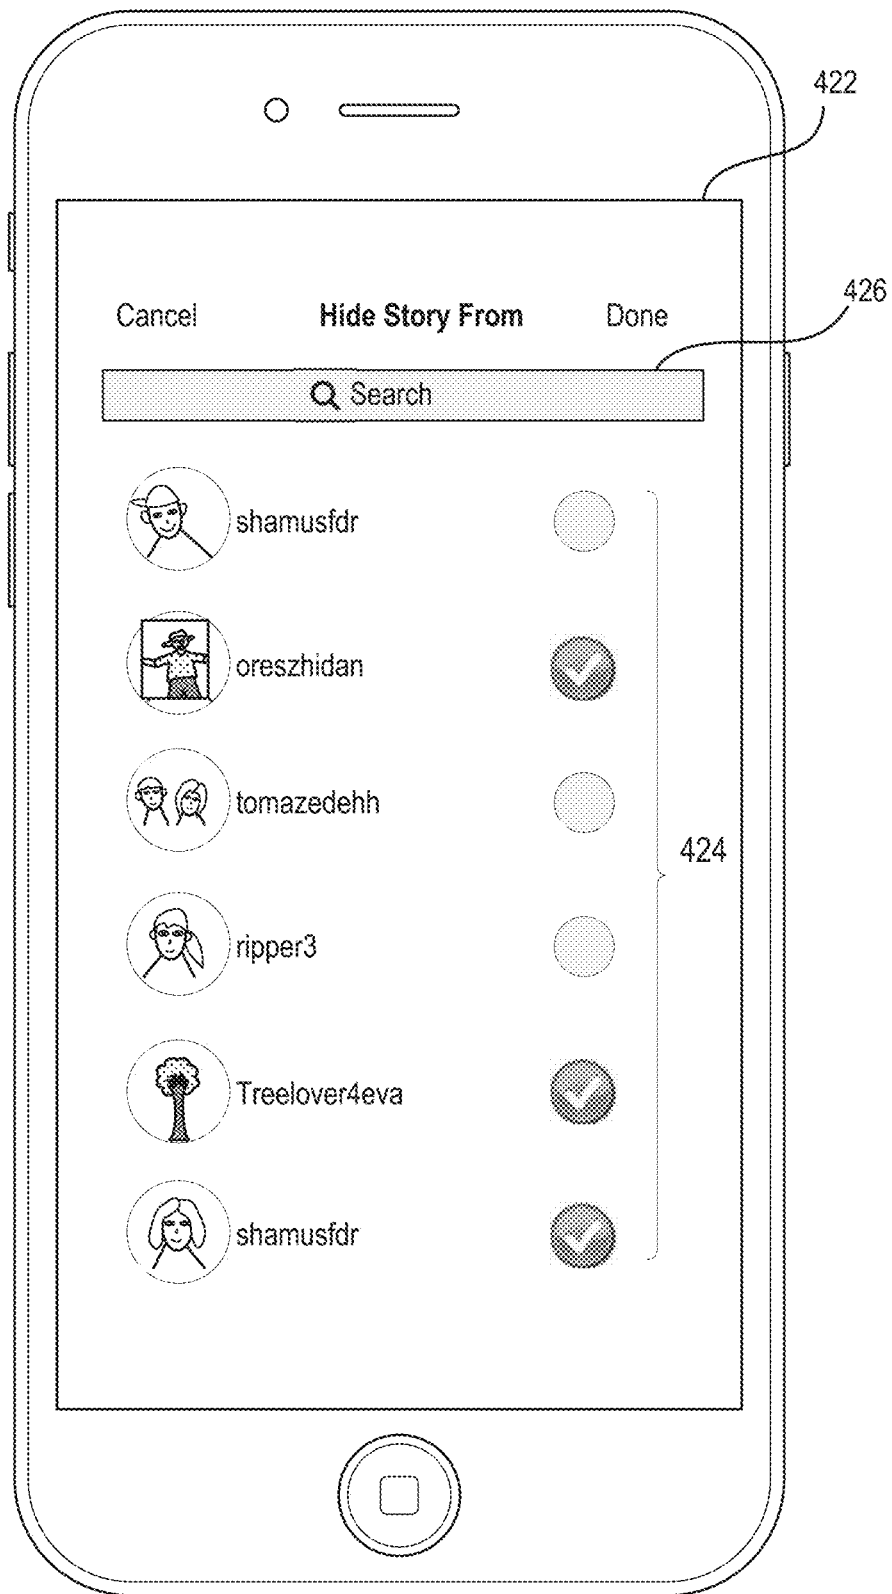 422
426
Cancel Hide Story From Done
Search
shamusfdr
oreszhidan
tomazedehh
424
ripper3
Treelover4eva
shamusfdr